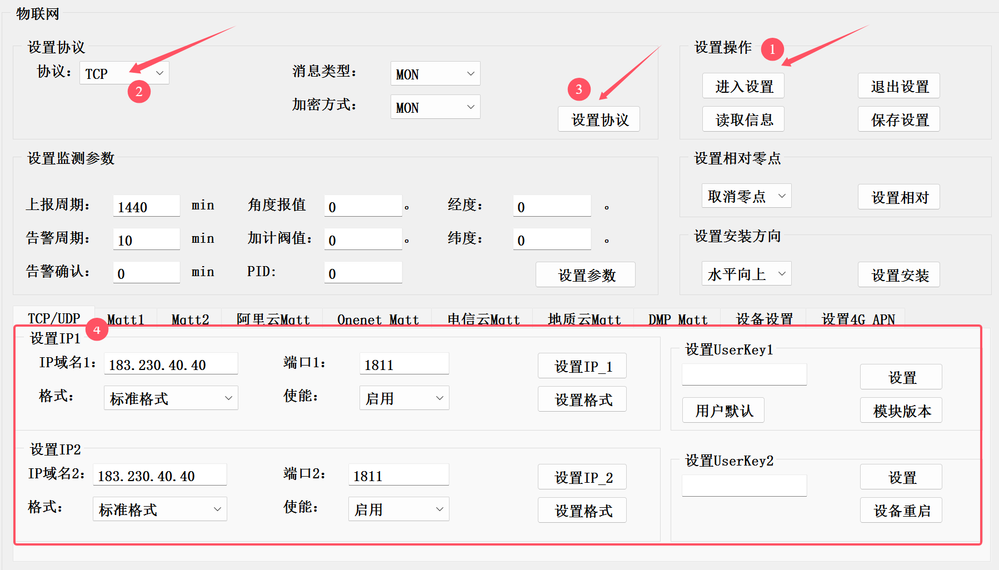 物联网
设置协议
协议： TCP 消息类型： MON
2
加密方式： MON
3
设置协议
设置操作 1
进入设置 退出设置
读取信息 保存设置
设置监测参数
上报周期： 1440 min 角度报值 0 。 经度： 0 。
告警周期： 10 min 加计阀值： 0 。 纬度： 0 。
告警确认： 0 min PID: 0 设置参数
设置相对零点
取消零点 设置相对
设置安装方向
水平向上 设置安装
TCP/UDP Mqtt1 Mqtt2 阿里云Mqtt Onenet Mqtt 电信云Mqtt 地质云Mqtt DMP Mqtt 设备设置 设置4G APN
4
设置IP1
IP域名1： 183.230.40.40 端口1： 1811 设置IP_1
格式： 标准格式 使能： 启用 设置格式
设置UserKey1
设置
用户默认 模块版本
设置IP2
IP域名2： 183.230.40.40 端口2： 1811 设置IP_2
格式： 标准格式 使能： 启用 设置格式
设置UserKey2
设置
设备重启